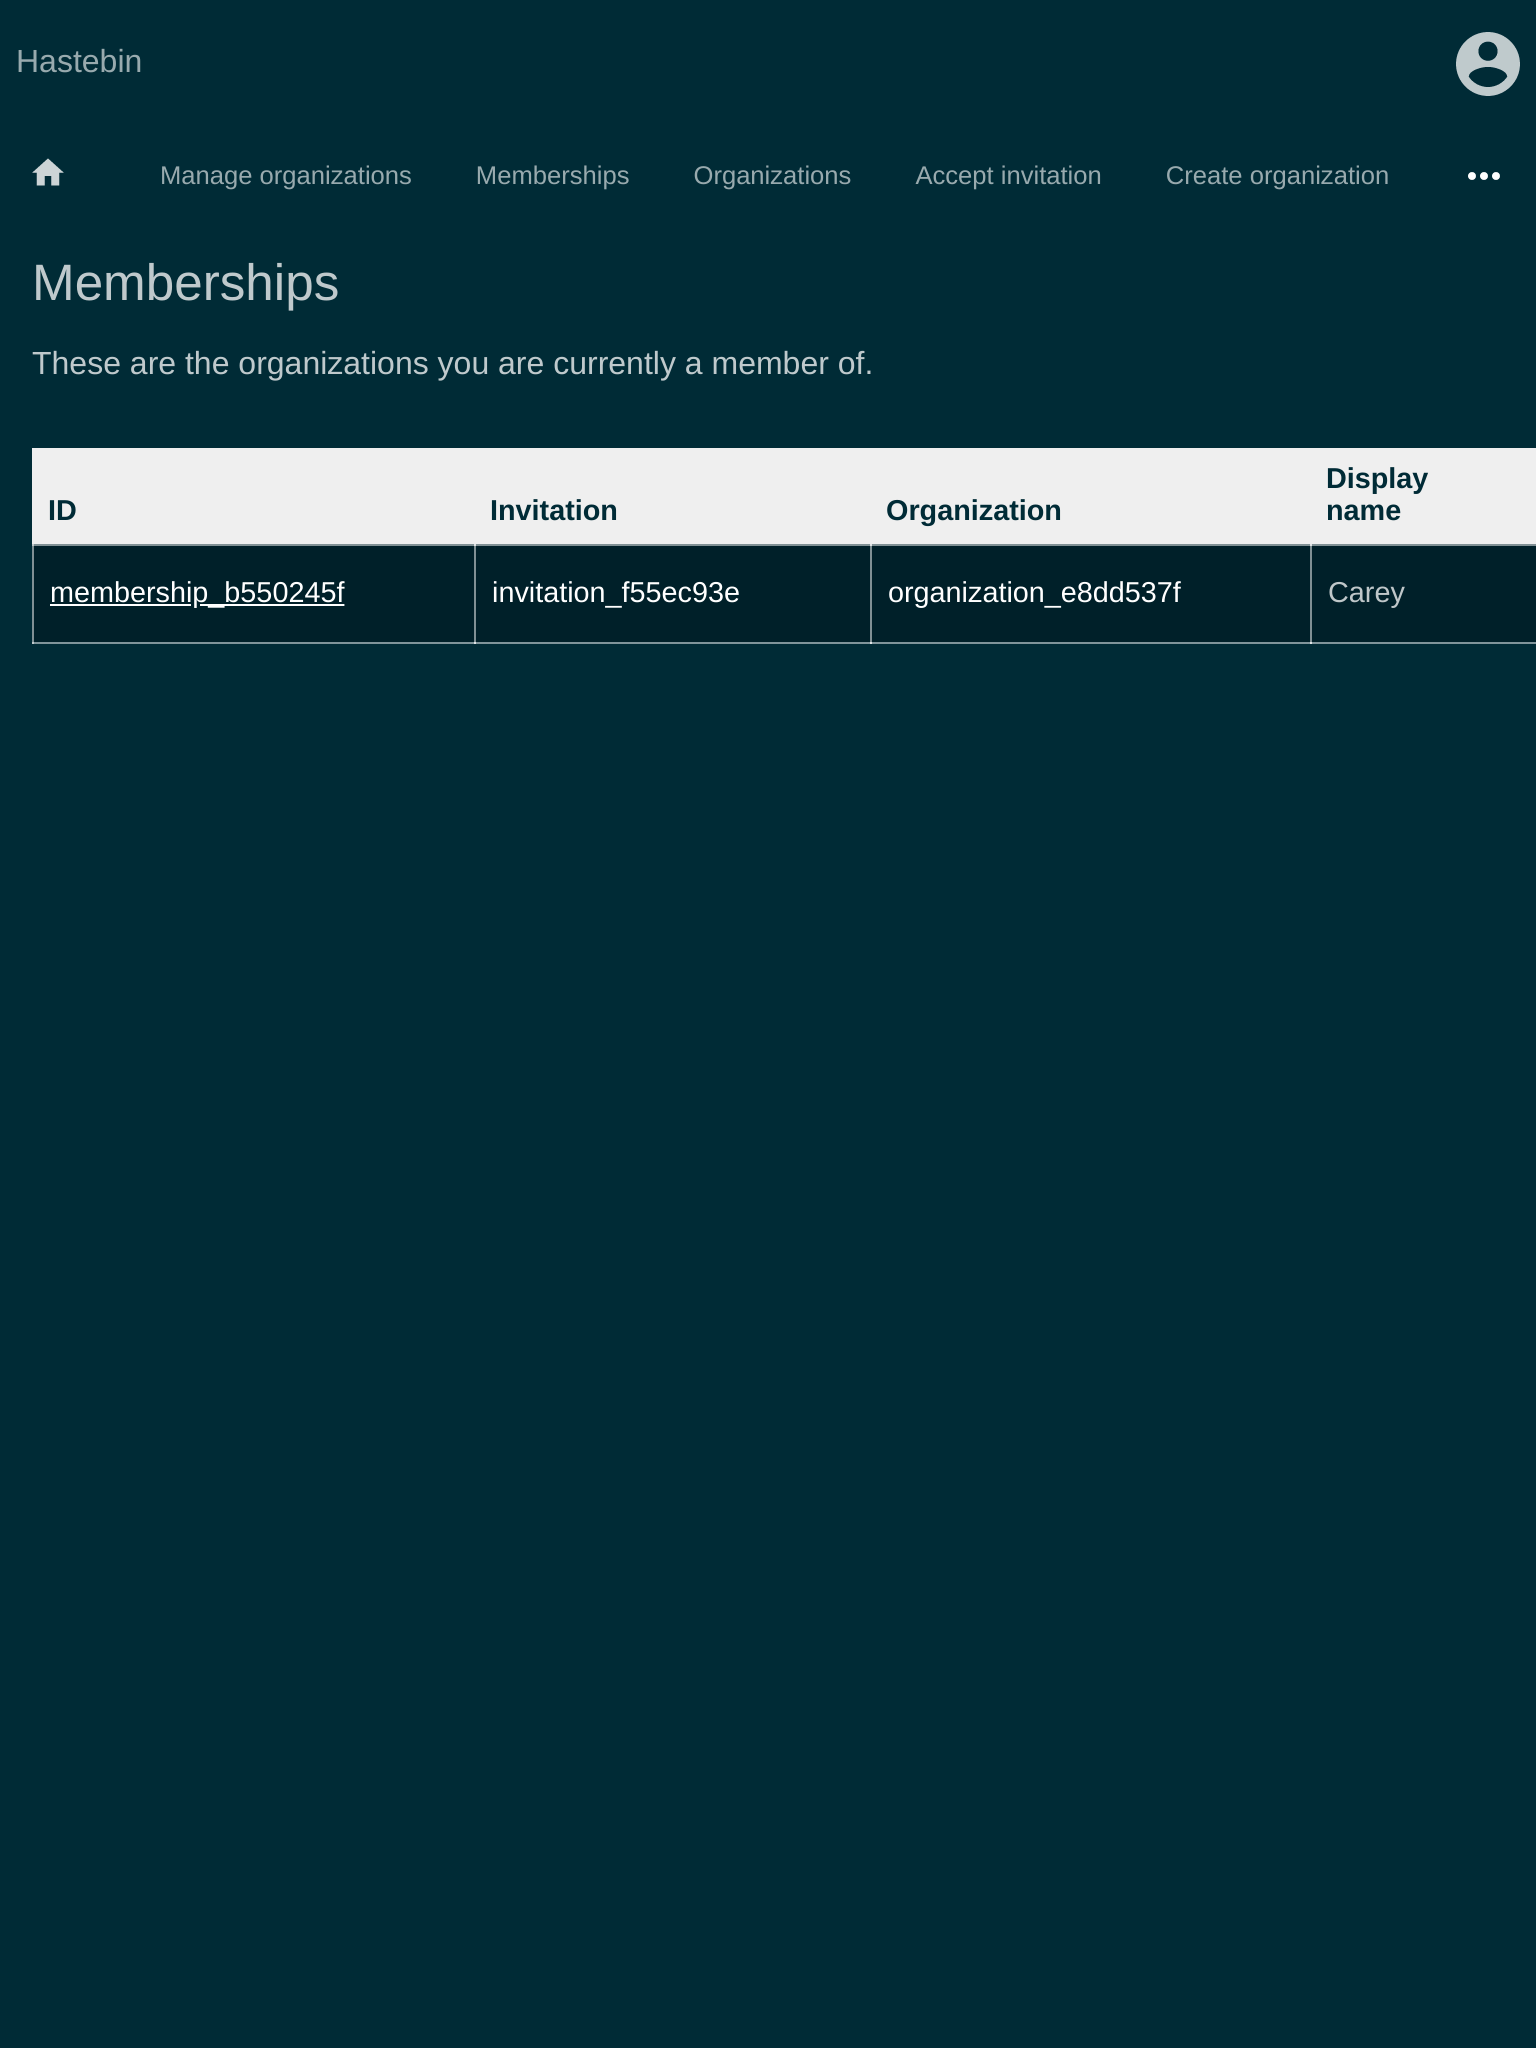 Hastebin
Manage organizations Memberships Organizations Accept invitation Create organization
Memberships
These are the organizations you are currently a member of.
ID Invitation Organization Display name
membership_b550245f invitation_f55ec93e organization_e8dd537f Carey